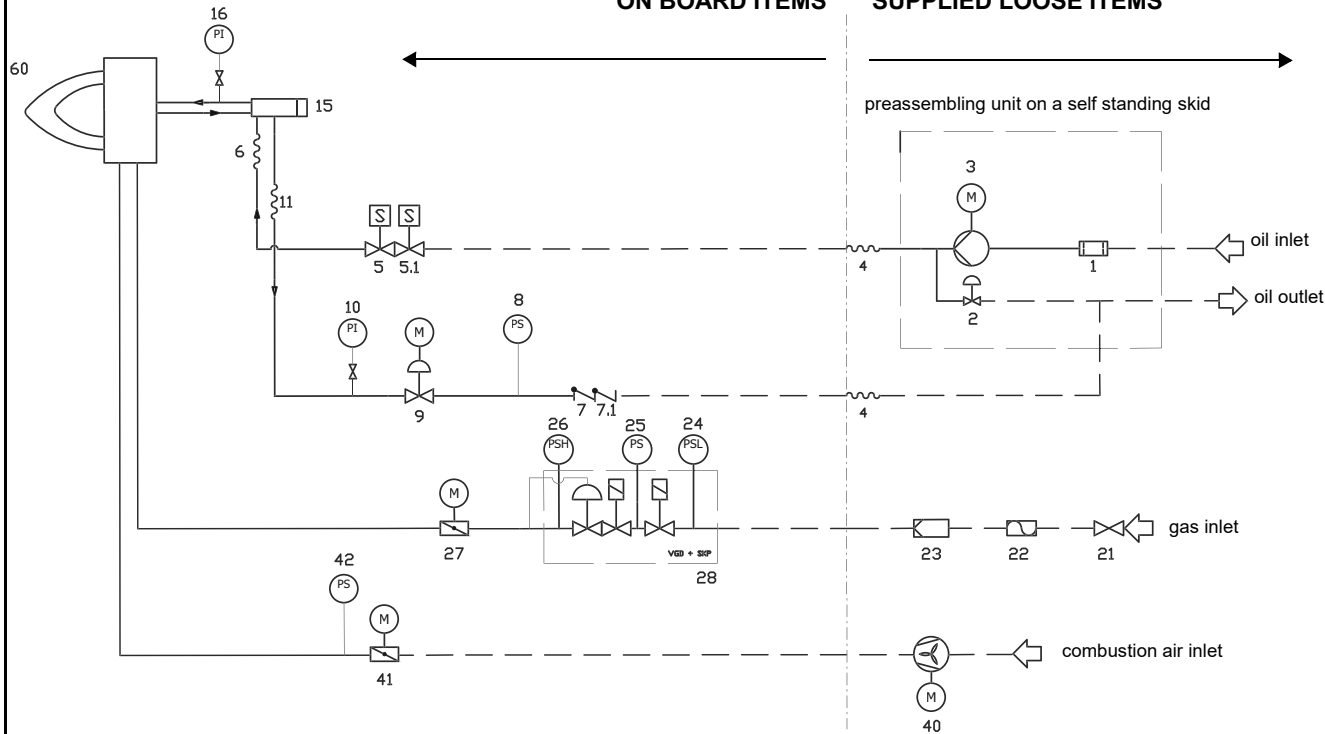 ON BOARD ITEMS
SUPPLIED LOOSE ITEMS
16
PI
60
15
preassembling unit on a self standing skid
6
3
M
11
S
S
5
5.1
4
1
oil inlet
2
oil outlet
10
PI
M
8
PS
9
7
7.1
4
26
PSH
25
PS
24
PSL
M
27
VGD + SKP
28
23
22
21
gas inlet
42
PS
M
41
combustion air inlet
M
40